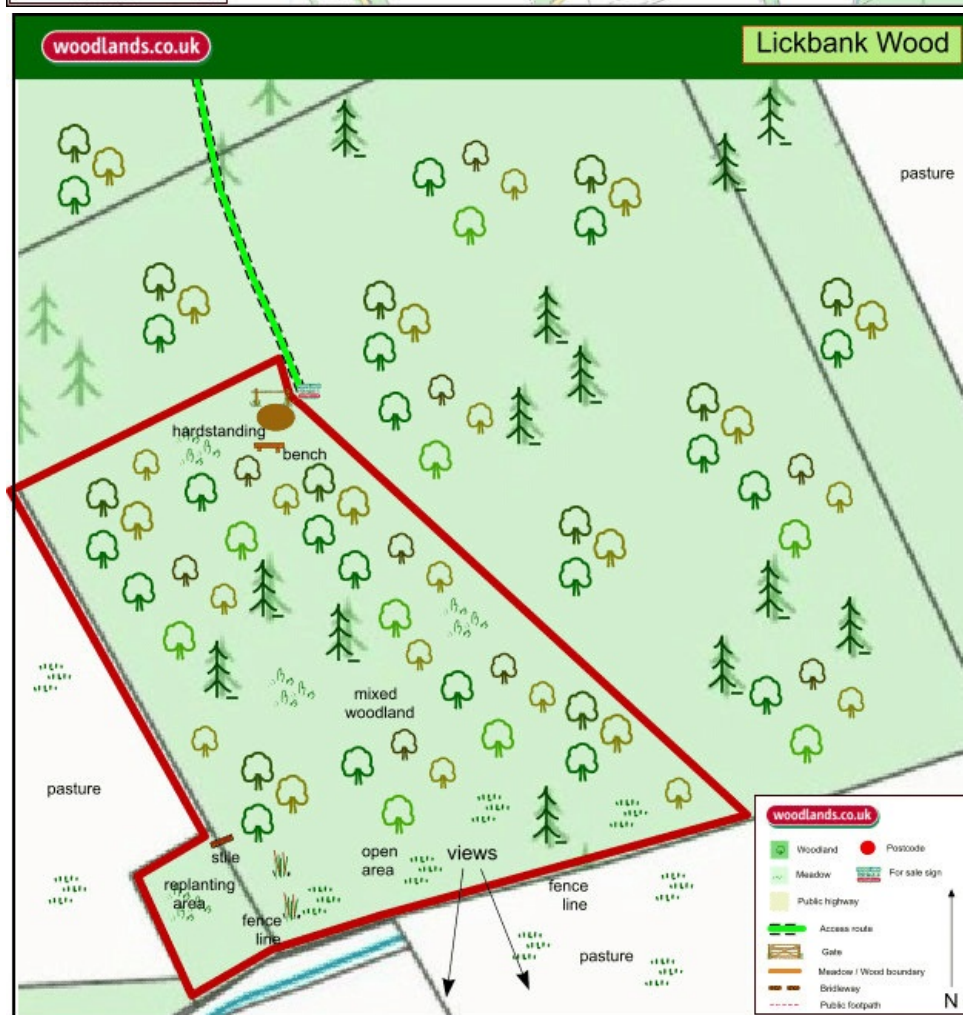 woodlands.co.uk
Lickbank Wood
pasture
hardstanding
bench
mixed
woodland
pasture
stile
open
area
views
replanting
area
fence
line
fence
line
pasture
woodlands.co.uk
Woodland
Postcode
Meadow
For sale sign
Public highway
Access route
Gate
Meadow / Wood boundary
Bridleway
Public footpath
N